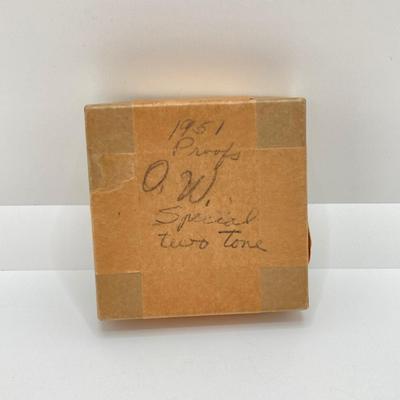 1951
Proofs
O. W.
Special
two Tone